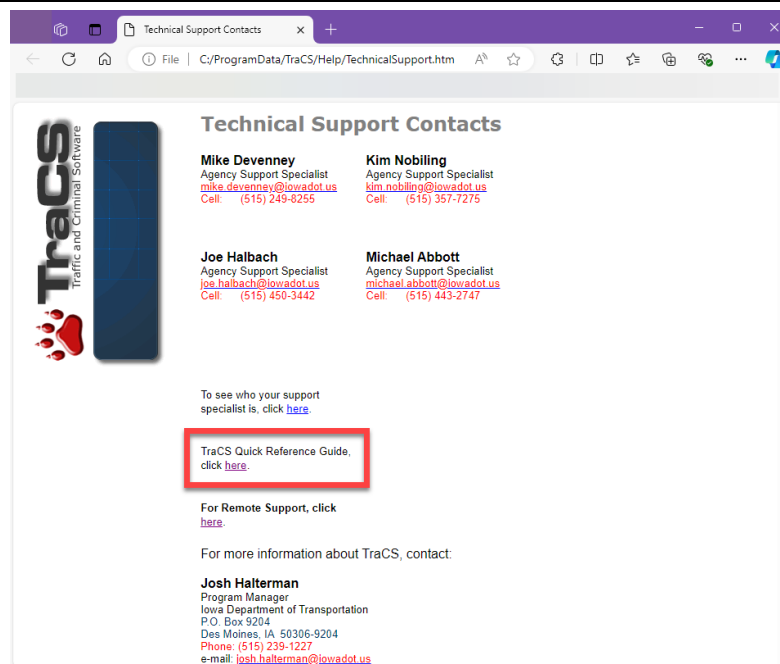 Technical Support Contacts
File
C:/ProgramData/TraCS/Help/TechnicalSupport.htm
TraCS
Traffic and Criminal Software
Technical Support Contacts
Mike Devenney
Agency Support Specialist
mike.devenney@iowadot.us
Cell: (515) 249-8255
Kim Nobiling
Agency Support Specialist
kim.nobiling@iowadot.us
Cell: (515) 357-7275
Joe Halbach
Agency Support Specialist
joe.halbach@iowadot.us
Cell: (515) 450-3442
Michael Abbott
Agency Support Specialist
michael.abbott@iowadot.us
Cell: (515) 443-2747
To see who your support
specialist is, click here.
TraCS Quick Reference Guide,
click here.
For Remote Support, click
here.
For more information about TraCS, contact:
Josh Halterman
Program Manager
Iowa Department of Transportation
P.O. Box 9204
Des Moines, IA 50306-9204
Phone: (515) 239-1227
e-mail: josh.halterman@iowadot.us